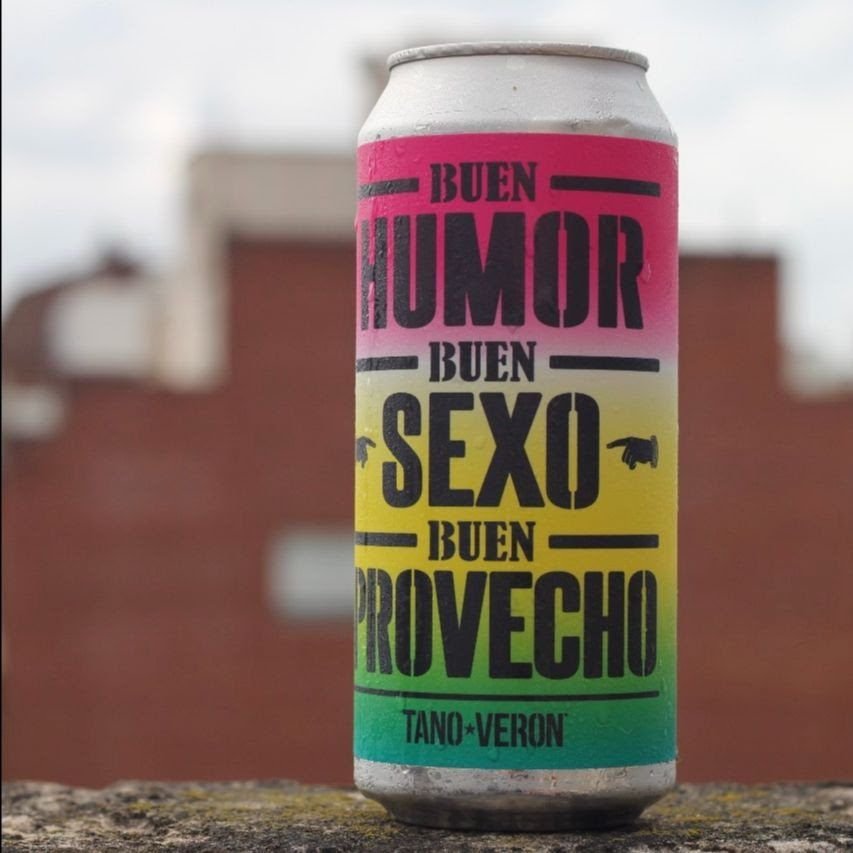 BUEN
HUMOR
BUEN
SEXO
BUEN
PROVECHO
TANO★VERON